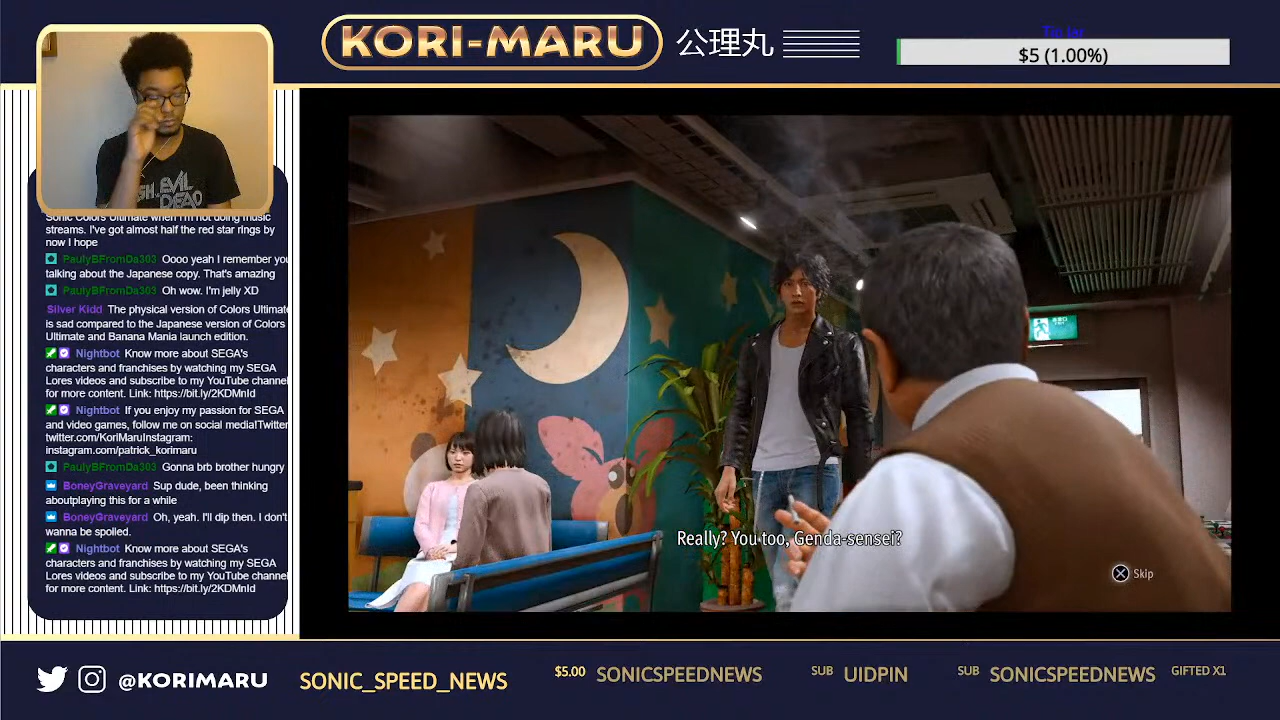 KORI-MARU
公理丸
Tip Jar
$5 (1.00%)
EVIL
DEAD
Sonic Colors Ultimate when I'm not doing music
streams. I've got almost half the red star rings by
now I hope
PaulyBFromDa303 Oooo yeah I remember you
talking about the Japanese copy. That's amazing
PaulyBFromDa303 Oh wow. I'm jelly XD
Silver Kidd The physical version of Colors Ultimate
is sad compared to the Japanese version of Colors
Ultimate and Banana Mania launch edition.
Nightbot Know more about SEGA's
characters and franchises by watching my SEGA
Lores videos and subscribe to my YouTube channel
for more content. Link: https://bit.ly/2KDMnId
Nightbot If you enjoy my passion for SEGA
and video games, follow me on social media!Twitter:
twitter.com/KoriMaruInstagram:
instagram.com/patrick_korimaru
PaulyBFromDa303 Gonna brb brother hungry
BoneyGraveyard Sup dude, been thinking
aboutplaying this for a while
BoneyGraveyard Oh, yeah. I'll dip then. I don't
wanna be spoiled.
Nightbot Know more about SEGA's
characters and franchises by watching my SEGA
Lores videos and subscribe to my YouTube channel
for more content. Link: https://bit.ly/2KDMnId
Really? You too, Genda-sensei?
Skip
@KORIMARU
SONIC_SPEED_NEWS
$5.00 SONICSPEEDNEWS
SUB UIDPIN
SUB SONICSPEEDNEWS GIFTED X1